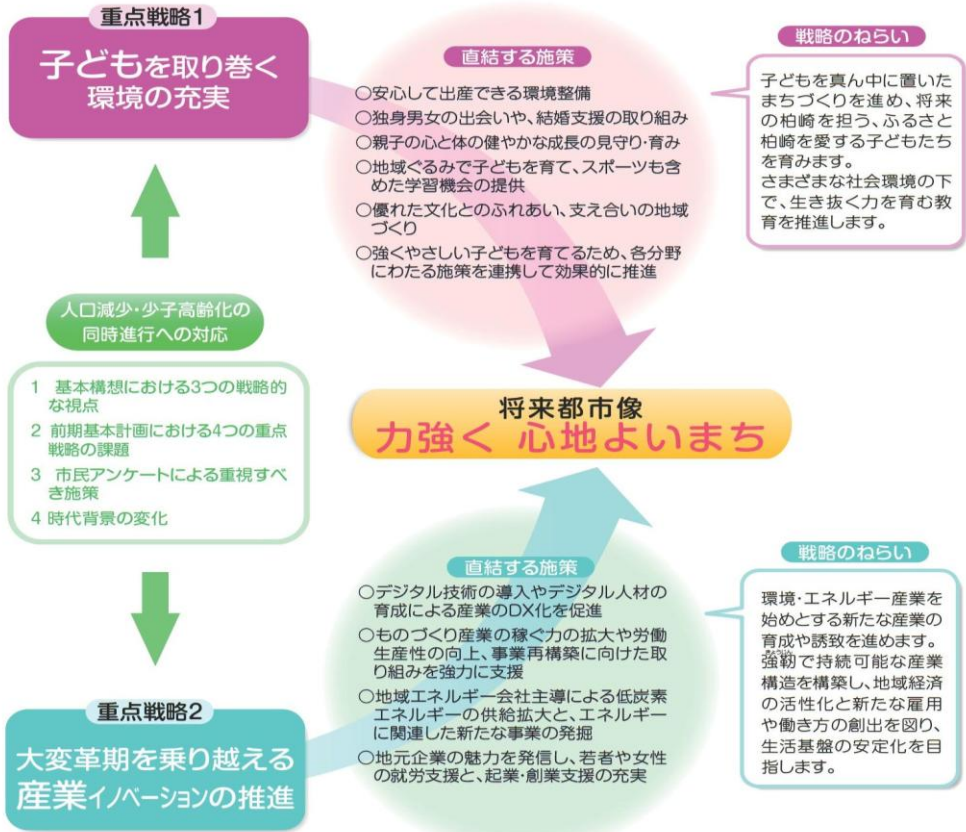 重点戦略1
子どもを取り巻く
環境の充実
直結する施策
○安心して出産できる環境整備
○独身男女の出会いや、結婚支援の取り組み
○親子の心と体の健やかな成長の見守り・育み
○地域ぐるみで子どもを育て、スポーツも含
めた学習機会の提供
○優れた文化とのふれあい、支え合いの地域
づくり
○強くやさしい子どもを育てるため、各分野
にわたる施策を連携して効果的に推進
戦略のねらい
子どもを真ん中に置いた
まちづくりを進め、将来
の柏崎を担う、ふるさと
柏崎を愛する子どもたち
を育みます。
さまざまな社会環境の下
で、生き抜く力を育む教
育を推進します。
人口減少・少子高齢化の
同時進行への対応
1 基本構想における3つの戦略的
な視点
2 前期基本計画における4つの重点
戦略の課題
3 市民アンケートによる重視すべ
き施策
4 時代背景の変化
将来都市像
力強く 心地よいまち
重点戦略2
大変革期を乗り越える
産業イノベーションの推進
直結する施策
○デジタル技術の導入やデジタル人材の
育成による産業のDX化を促進
○ものづくり産業の稼ぐ力の拡大や労働
生産性の向上、事業再構築に向けた取
り組みを強力に支援
○地域エネルギー会社主導による低炭素
エネルギーの供給拡大と、エネルギー
に関連した新たな事業の発掘
○地元企業の魅力を発信し、若者や女性
の就労支援と、起業・創業支援の充実
戦略のねらい
環境・エネルギー産業を
始めとする新たな産業の
育成や誘致を進めます。
きょうじん
強靭で持続可能な産業
構造を構築し、地域経済
の活性化と新たな雇用
や働き方の創出を図り、
生活基盤の安定化を目
指します。